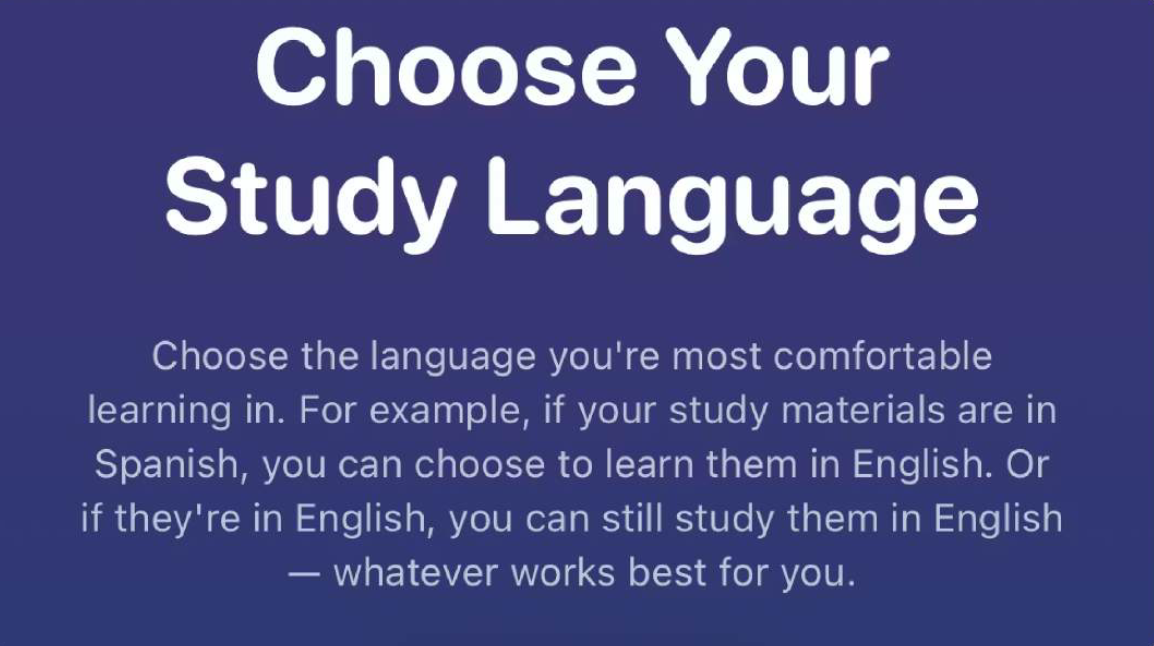 Choose Your
Study Language
Choose the language you're most comfortable
learning in. For example, if your study materials are in
Spanish, you can choose to learn them in English. Or
if they're in English, you can still study them in English
— whatever works best for you.